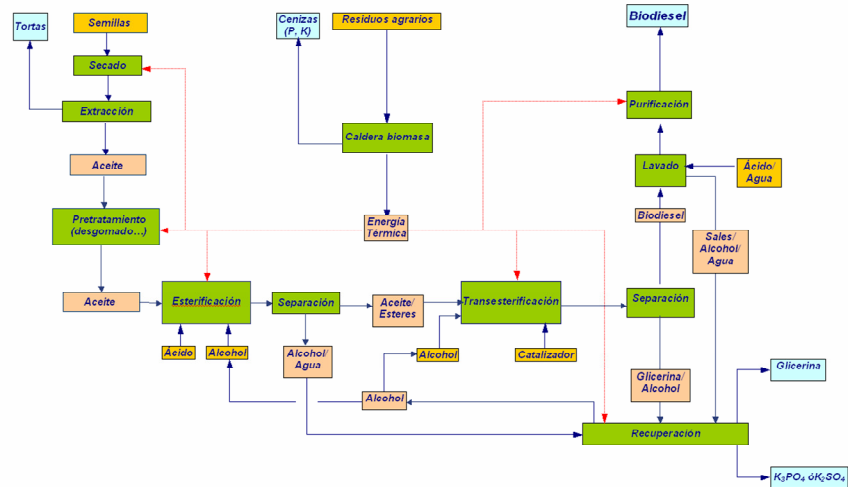 Tortas
Semillas
Cenizas
(P, K)
Residuos agrarios
Biodiesel
Secado
Extracción
Caldera biomasa
Purificación
Aceite
Lavado
Ácido/
Agua
Pretratamiento
(desgomado...)
Energía
Térmica
Biodiesel
Sales/
Alcohol/
Agua
Aceite
Esterificación
Separación
Aceite/
Esteres
Transesterificación
Separación
Ácido
Alcohol
Alcohol/
Agua
Alcohol
Catalizador
Glicerina
Glicerina/
Alcohol
Alcohol
Recuperación
K₃PO₄ óK₂SO₄